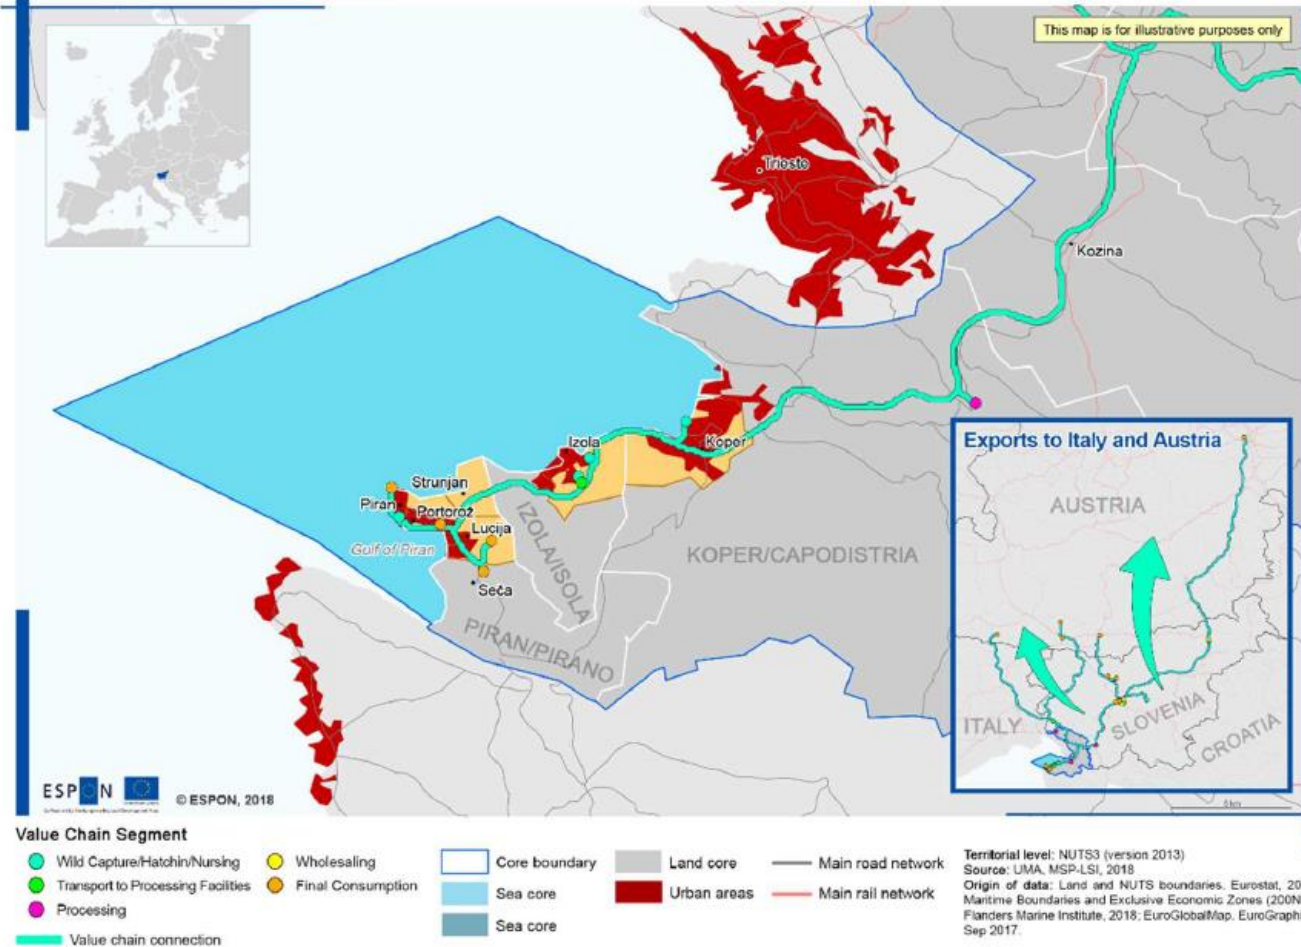 This map is for illustrative purposes only
Trieste
Kozina
Izola
Koper
Strunjan
Piran
Portorož
Lucija
Gulf of Piran
Seča
IZOLA/ISOLA
KOPER/CAPODISTRIA
PIRAN/PIRANO
Exports to Italy and Austria
AUSTRIA
ITALY
SLOVENIA
CROATIA
6 km
ESPON
© ESPON, 2018
Value Chain Segment
Wild Capture/Hatchin/Nursing
Transport to Processing Facilities
Processing
Value chain connection
Wholesaling
Final Consumption
Core boundary
Sea core
Sea core
Land core
Urban areas
Main road network
Main rail network
Territorial level: NUTS3 (version 2013)
Source: UMA, MSP-LSI, 2018
Origin of data: Land and NUTS boundaries. Eurostat, 20
Maritime Boundaries and Exclusive Economic Zones (200N
Flanders Marine Institute, 2018; EuroGlobalMap. EuroGraphi
Sep 2017.